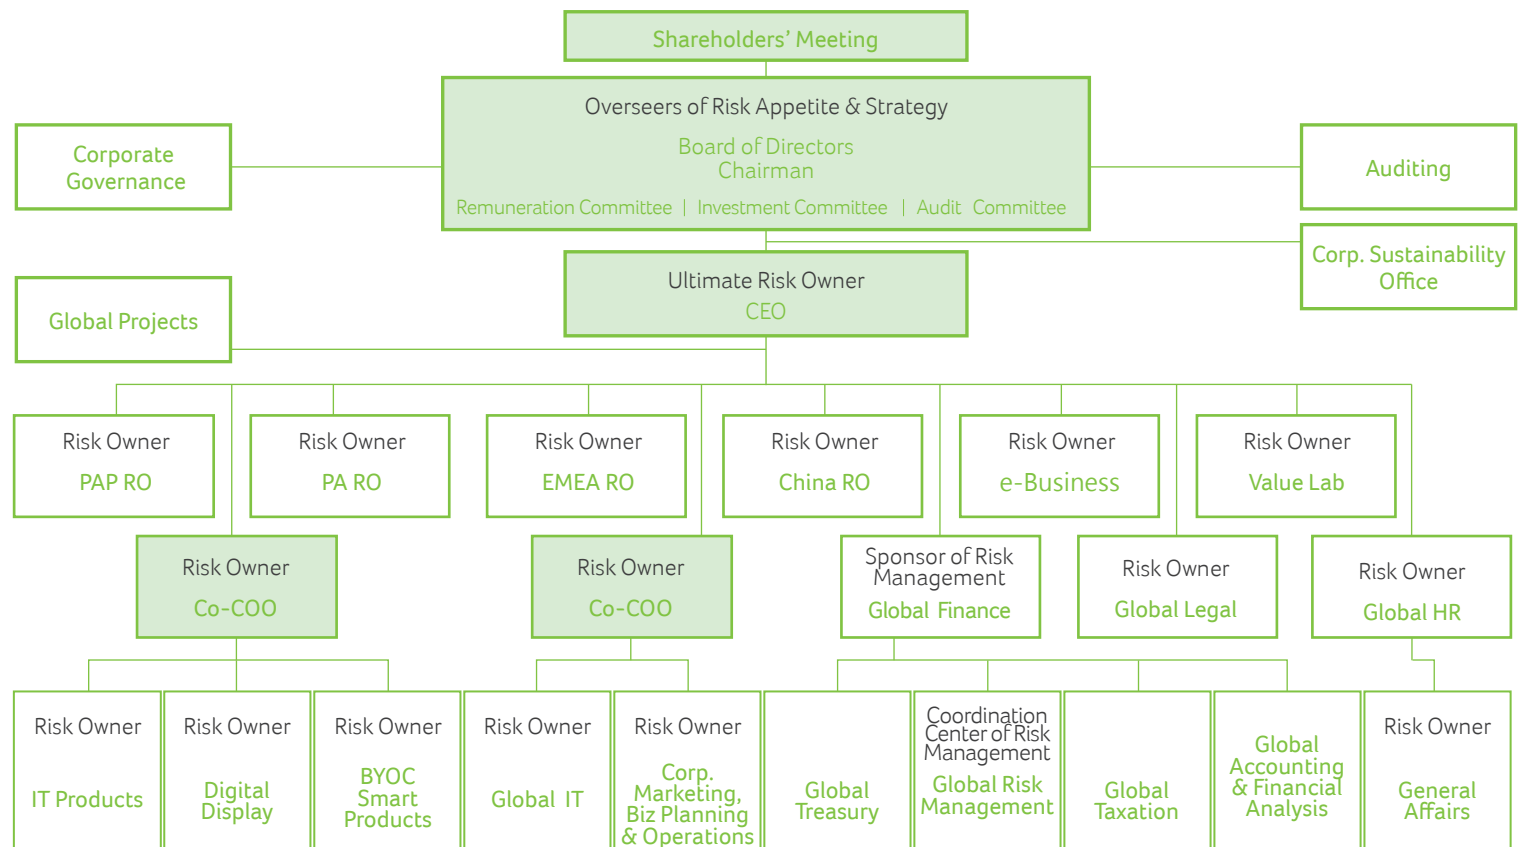 Shareholders’ Meeting
Overseers of Risk Appetite & Strategy
Board of Directors
Chairman
Remuneration Committee | Investment Committee | Audit Committee
Corporate
Governance
Auditing
Corp. Sustainability
Office
Ultimate Risk Owner
CEO
Global Projects
Risk Owner
PAP RO
Risk Owner
PA RO
Risk Owner
EMEA RO
Risk Owner
China RO
Risk Owner
e-Business
Risk Owner
Value Lab
Risk Owner
Co-COO
Risk Owner
Co-COO
Sponsor of Risk
Management
Global Finance
Risk Owner
Global Legal
Risk Owner
Global HR
Risk Owner
IT Products
Risk Owner
Digital
Display
Risk Owner
BYOC
Smart
Products
Risk Owner
Global IT
Risk Owner
Corp.
Marketing,
Biz Planning
& Operations
Global
Treasury
Coordination
Center of Risk
Management
Global Risk
Management
Global
Taxation
Global
Accounting
& Financial
Analysis
Risk Owner
General
Affairs